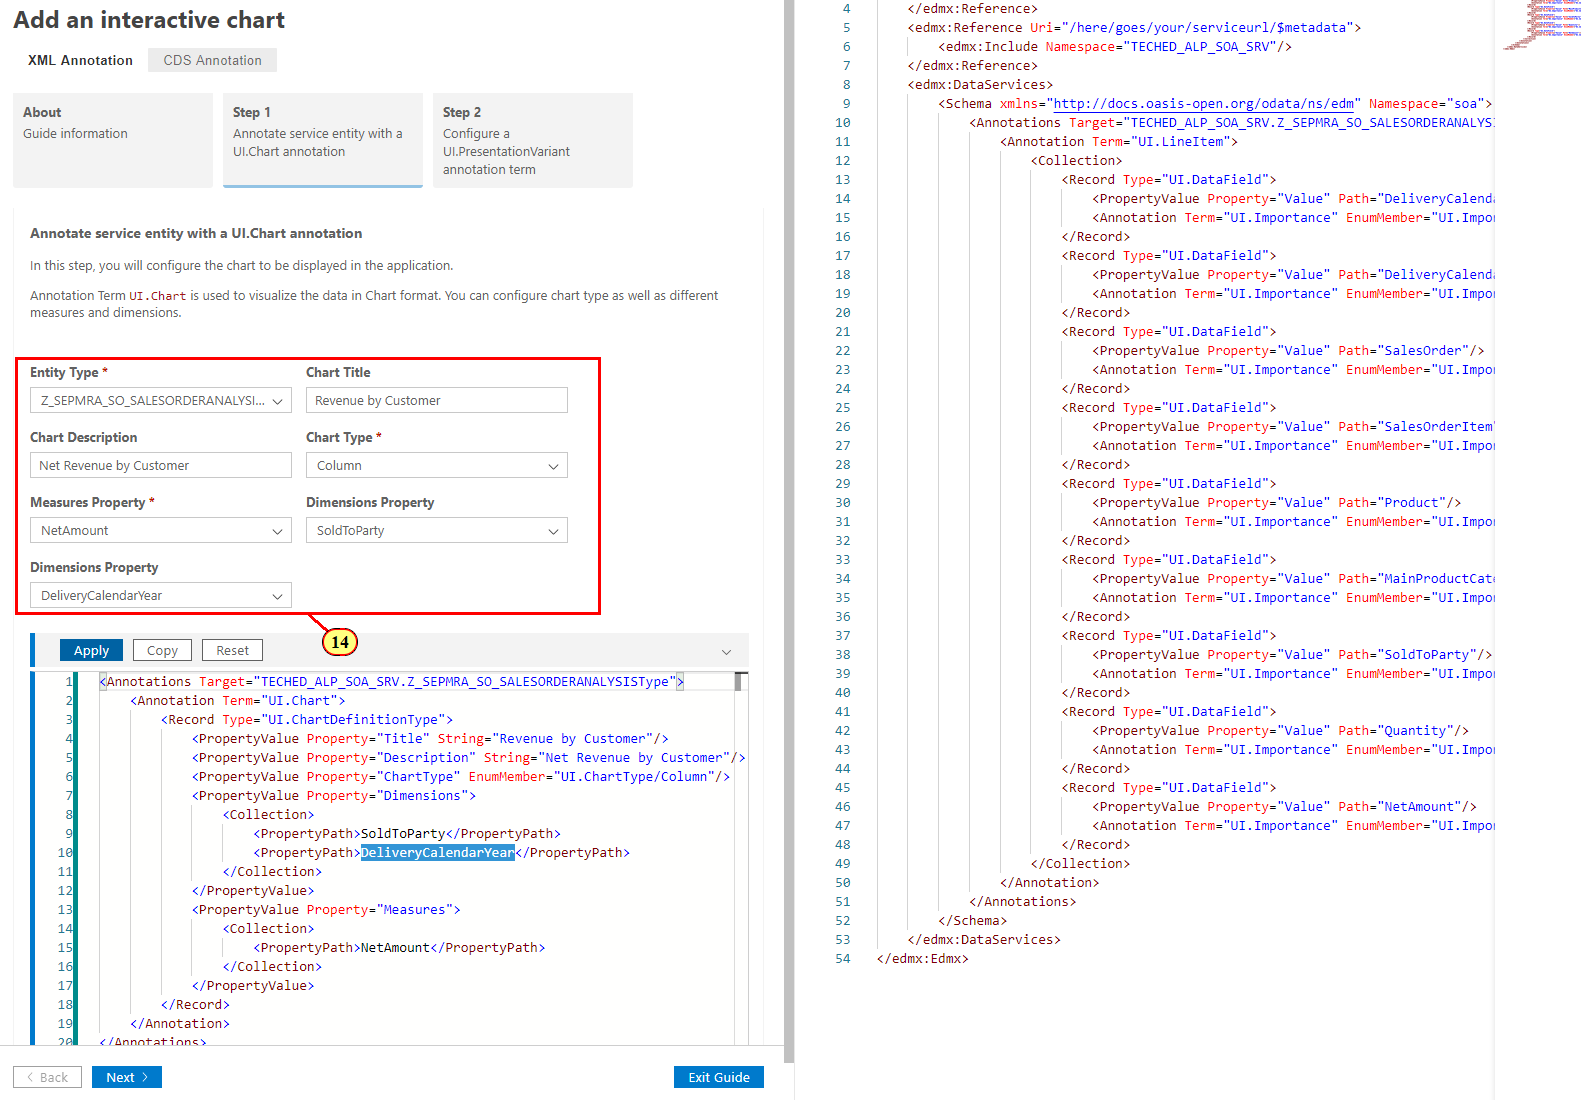 Add an interactive chart
XML Annotation
CDS Annotation
About
Guide information
Step 1
Annotate service entity with a
UI.Chart annotation
Step 2
Configure a
UI.PresentationVariant
annotation term
Annotate service entity with a UI.Chart annotation
In this step, you will configure the chart to be displayed in the application.
Annotation Term UI.Chart is used to visualize the data in Chart format. You can configure chart type as well as different
measures and dimensions.
Entity Type *
Z_SEPMRA_SO_SALESORDERANALYSI...
Chart Title
Revenue by Customer
Chart Description
Net Revenue by Customer
Chart Type *
Column
Measures Property *
NetAmount
Dimensions Property
SoldToParty
Dimensions Property
DeliveryCalendarYear
14
Apply
Copy
Reset
1 <Annotations Target="TECHED_ALP_SOA_SRV.Z_SEPMRA_SO_SALESORDERANALYSISType">
2 <Annotation Term="UI.Chart">
3 <Record Type="UI.ChartDefinitionType">
4 <PropertyValue Property="Title" String="Revenue by Customer"/>
5 <PropertyValue Property="Description" String="Net Revenue by Customer"/>
6 <PropertyValue Property="ChartType" EnumMember="UI.ChartType/Column"/>
7 <PropertyValue Property="Dimensions">
8 <Collection>
9 <PropertyPath>SoldToParty</PropertyPath>
10 <PropertyPath>DeliveryCalendarYear</PropertyPath>
11 </Collection>
12 </PropertyValue>
13 <PropertyValue Property="Measures">
14 <Collection>
15 <PropertyPath>NetAmount</PropertyPath>
16 </Collection>
17 </PropertyValue>
18 </Record>
19 </Annotation>
20 </Annotations>
< Back
Next >
Exit Guide
4 </edmx:Reference>
5 <edmx:Reference Uri="/here/goes/your/serviceurl/$metadata">
6 <edmx:Include Namespace="TECHED_ALP_SOA_SRV"/>
7 </edmx:Reference>
8 <edmx:DataServices>
9 <Schema xmlns="http://docs.oasis-open.org/odata/ns/edm" Namespace="soa">
10 <Annotations Target="TECHED_ALP_SOA_SRV.Z_SEPMRA_SO_SALESORDERANALYSI
11 <Annotation Term="UI.LineItem">
12 <Collection>
13 <Record Type="UI.DataField">
14 <PropertyValue Property="Value" Path="DeliveryCalenda
15 <Annotation Term="UI.Importance" EnumMember="UI.Impor
16 </Record>
17 <Record Type="UI.DataField">
18 <PropertyValue Property="Value" Path="DeliveryCalenda
19 <Annotation Term="UI.Importance" EnumMember="UI.Impor
20 </Record>
21 <Record Type="UI.DataField">
22 <PropertyValue Property="Value" Path="SalesOrder"/>
23 <Annotation Term="UI.Importance" EnumMember="UI.Impor
24 </Record>
25 <Record Type="UI.DataField">
26 <PropertyValue Property="Value" Path="SalesOrderItem"
27 <Annotation Term="UI.Importance" EnumMember="UI.Impor
28 </Record>
29 <Record Type="UI.DataField">
30 <PropertyValue Property="Value" Path="Product"/>
31 <Annotation Term="UI.Importance" EnumMember="UI.Impor
32 </Record>
33 <Record Type="UI.DataField">
34 <PropertyValue Property="Value" Path="MainProductCate
35 <Annotation Term="UI.Importance" EnumMember="UI.Impor
36 </Record>
37 <Record Type="UI.DataField">
38 <PropertyValue Property="Value" Path="SoldToParty"/>
39 <Annotation Term="UI.Importance" EnumMember="UI.Impor
40 </Record>
41 <Record Type="UI.DataField">
42 <PropertyValue Property="Value" Path="Quantity"/>
43 <Annotation Term="UI.Importance" EnumMember="UI.Impor
44 </Record>
45 <Record Type="UI.DataField">
46 <PropertyValue Property="Value" Path="NetAmount"/>
47 <Annotation Term="UI.Importance" EnumMember="UI.Impor
48 </Record>
49 </Collection>
50 </Annotation>
51 </Annotations>
52 </Schema>
53 </edmx:DataServices>
54 </edmx:Edmx>